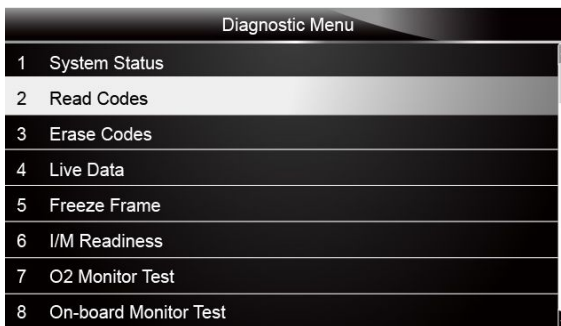 Diagnostic Menu
1 System Status
2 Read Codes
3 Erase Codes
4 Live Data
5 Freeze Frame
6 I/M Readiness
7 O2 Monitor Test
8 On-board Monitor Test